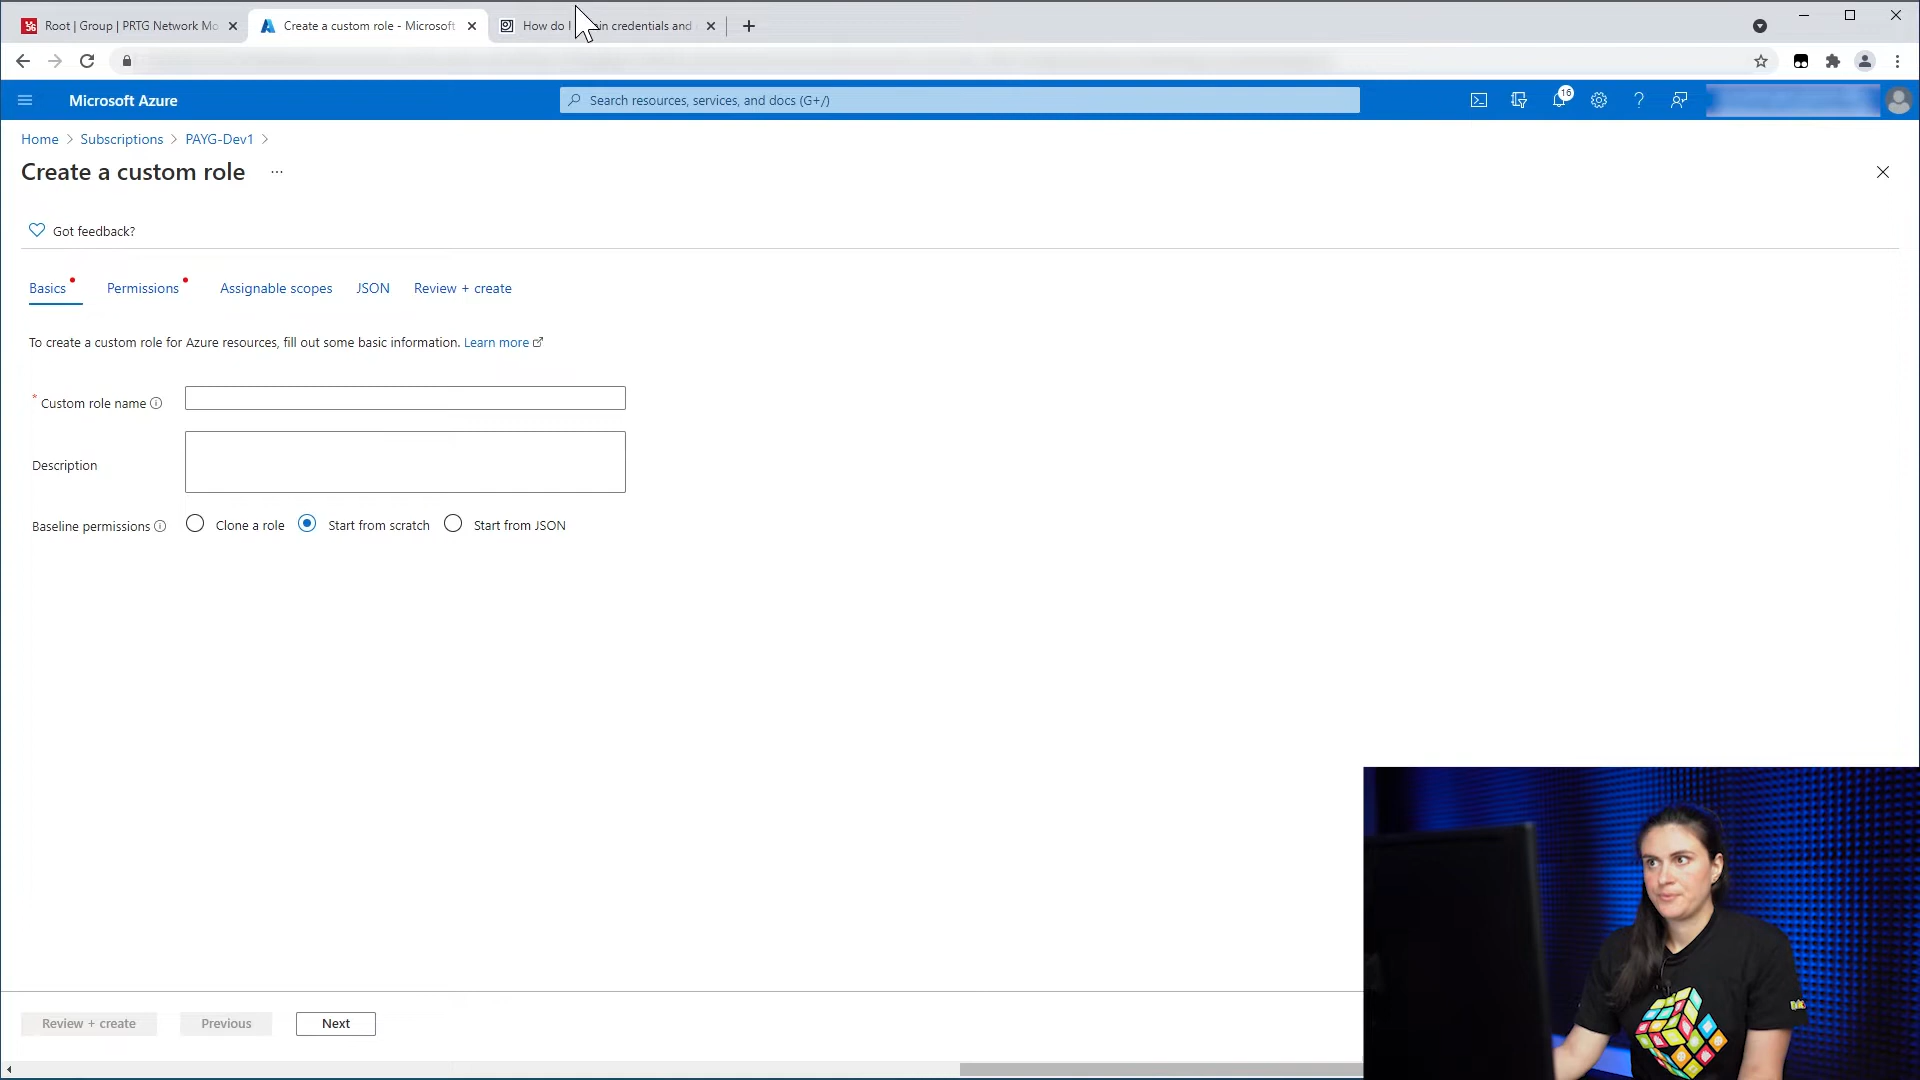 Root | Group | PRTG Network Mo
Create a custom role - Microsoft
How do I in credentials and
Microsoft Azure
Search resources, services, and docs (G+/)
16
Home > Subscriptions > PAYG-Dev1 >
Create a custom role ...
Got feedback?
Basics Permissions Assignable scopes JSON Review + create
To create a custom role for Azure resources, fill out some basic information. Learn more
* Custom role name
Description
Baseline permissions Clone a role Start from scratch Start from JSON
Review + create Previous Next